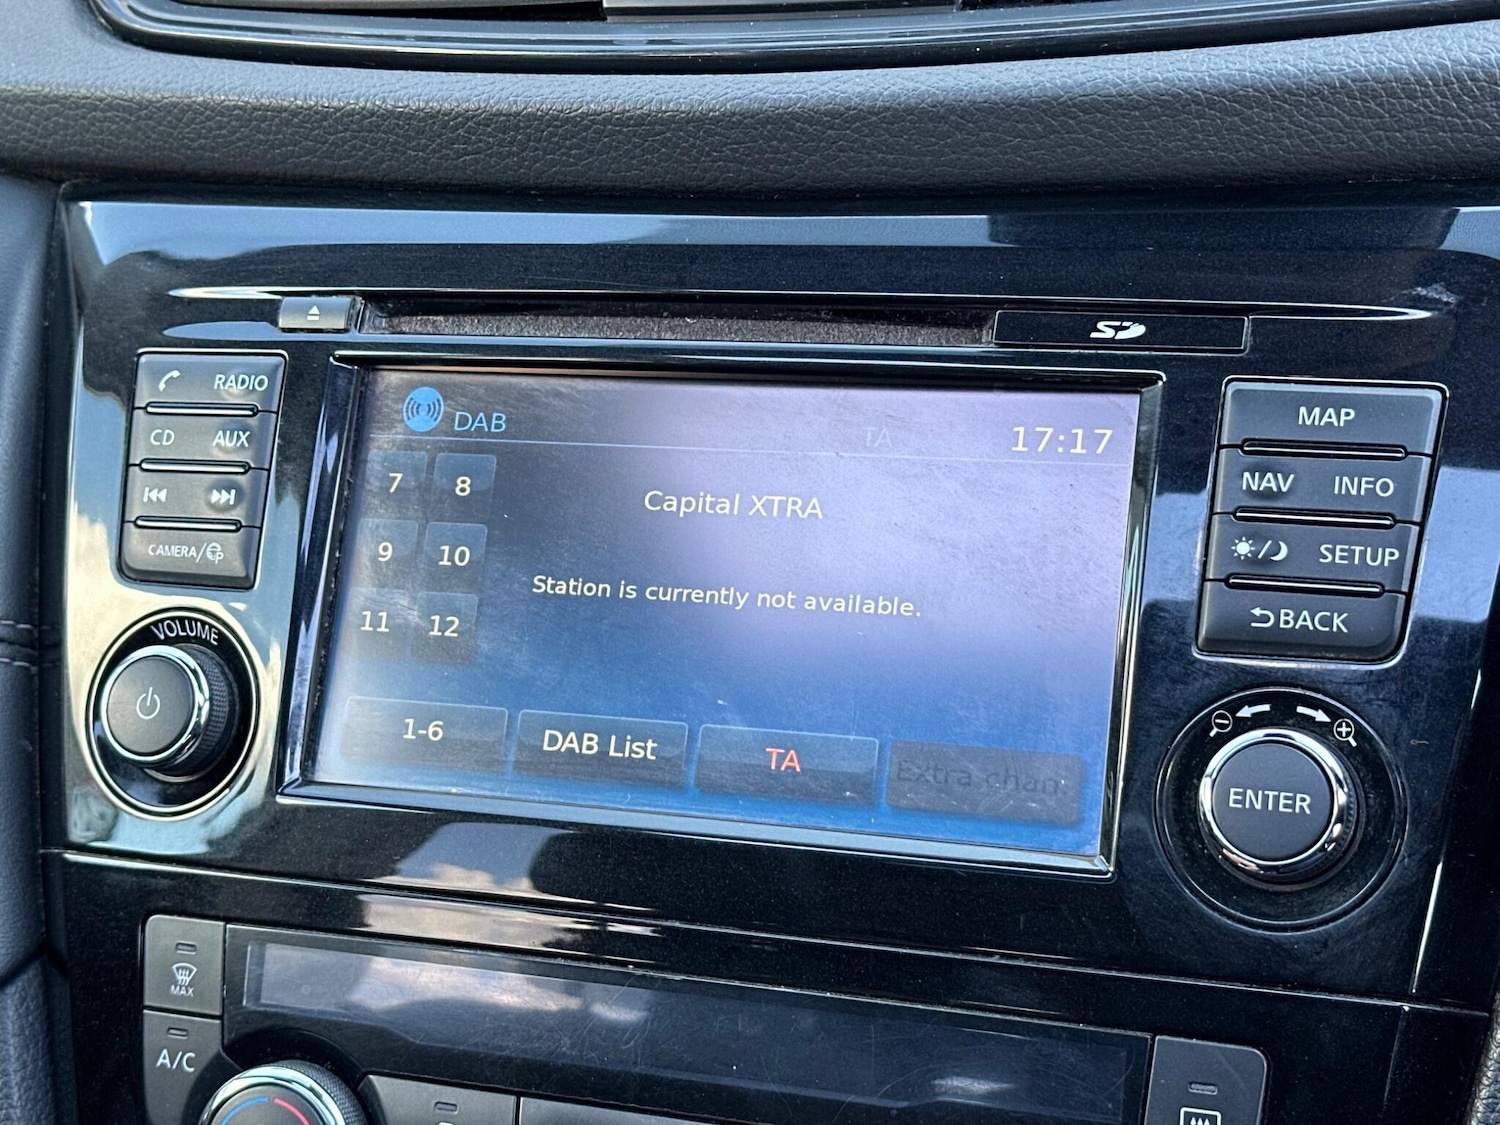 SD
RADIO
CD AUX
CAMERA/
VOLUME
DAB
TA
17:17
7 8
9 10
11 12
Capital XTRA
Station is currently not available.
1-6
DAB List
TA
Extra chan.
MAP
NAV INFO
SETUP
BACK
ENTER
MAX
A/C